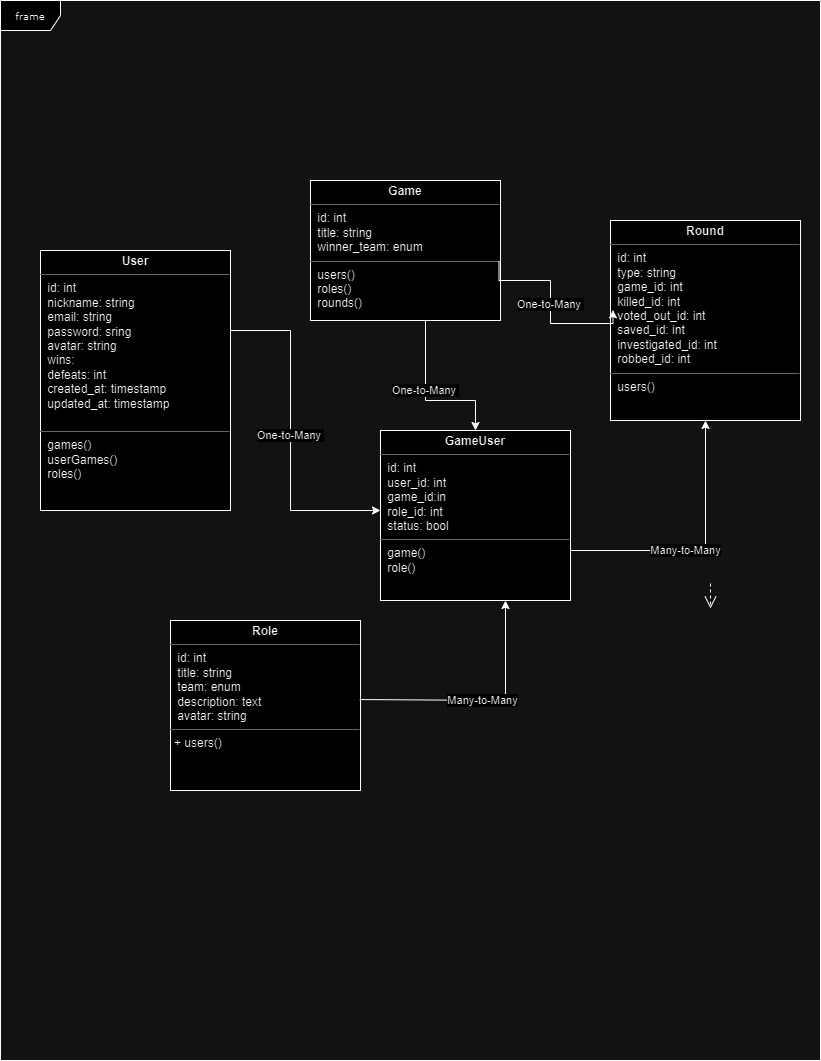 frame
Game
id: int
title: string
winner_team: enum
users()
roles()
rounds()
Round
id: int
type: string
game_id: int
killed_id: int
voted_out_id: int
saved_id: int
investigated_id: int
robbed_id: int
users()
User
id: int
nickname: string
email: string
password: sring
avatar: string
wins:
defeats: int
created_at: timestamp
updated_at: timestamp
games()
userGames()
roles()
One-to-Many
One-to-Many
One-to-Many
GameUser
id: int
user_id: int
game_id:in
role_id: int
status: bool
game()
role()
Many-to-Many
Role
id: int
title: string
team: enum
description: text
avatar: string
+ users()
Many-to-Many